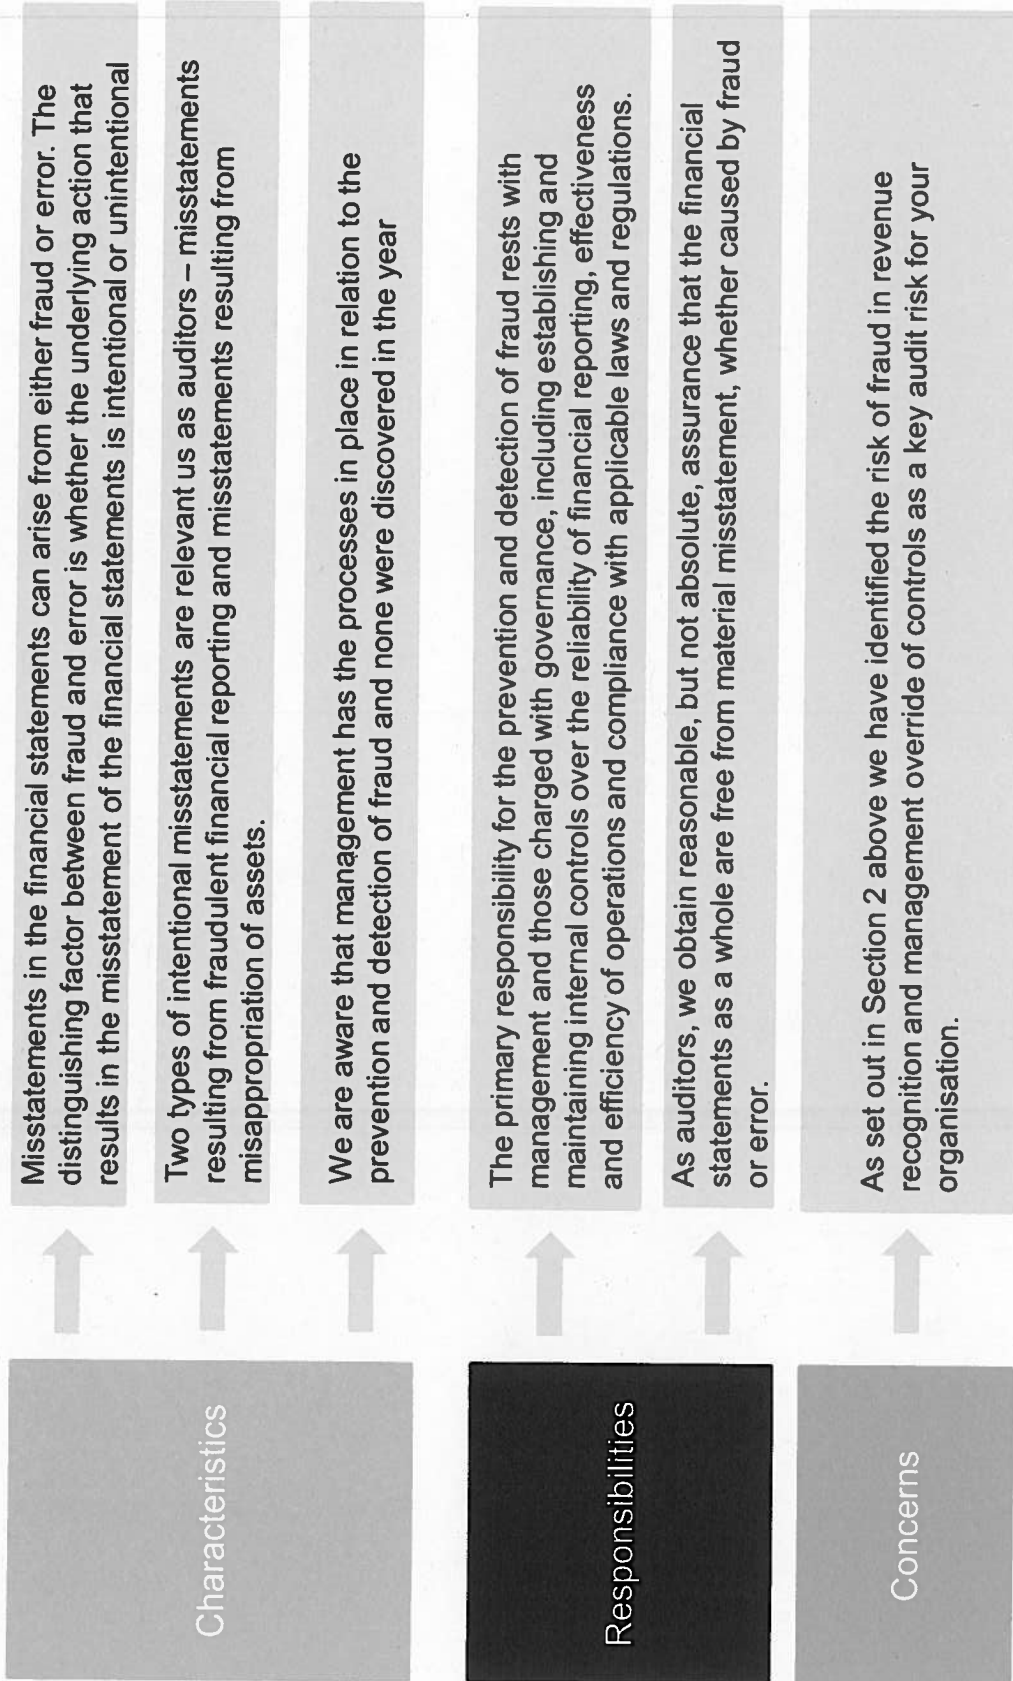 Characteristics
Misstatements in the financial statements can arise from either fraud or error. The
distinguishing factor between fraud and error is whether the underlying action that
results in the misstatement of the financial statements is intentional or unintentional
Two types of intentional misstatements are relevant us as auditors – misstatements
resulting from fraudulent financial reporting and misstatements resulting from
misappropriation of assets.
We are aware that management has the processes in place in relation to the
prevention and detection of fraud and none were discovered in the year
Responsibilities
The primary responsibility for the prevention and detection of fraud rests with
management and those charged with governance, including establishing and
maintaining internal controls over the reliability of financial reporting, effectiveness
and efficiency of operations and compliance with applicable laws and regulations.
As auditors, we obtain reasonable, but not absolute, assurance that the financial
statements as a whole are free from material misstatement, whether caused by fraud
or error.
Concerns
As set out in Section 2 above we have identified the risk of fraud in revenue
recognition and management override of controls as a key audit risk for your
organisation.